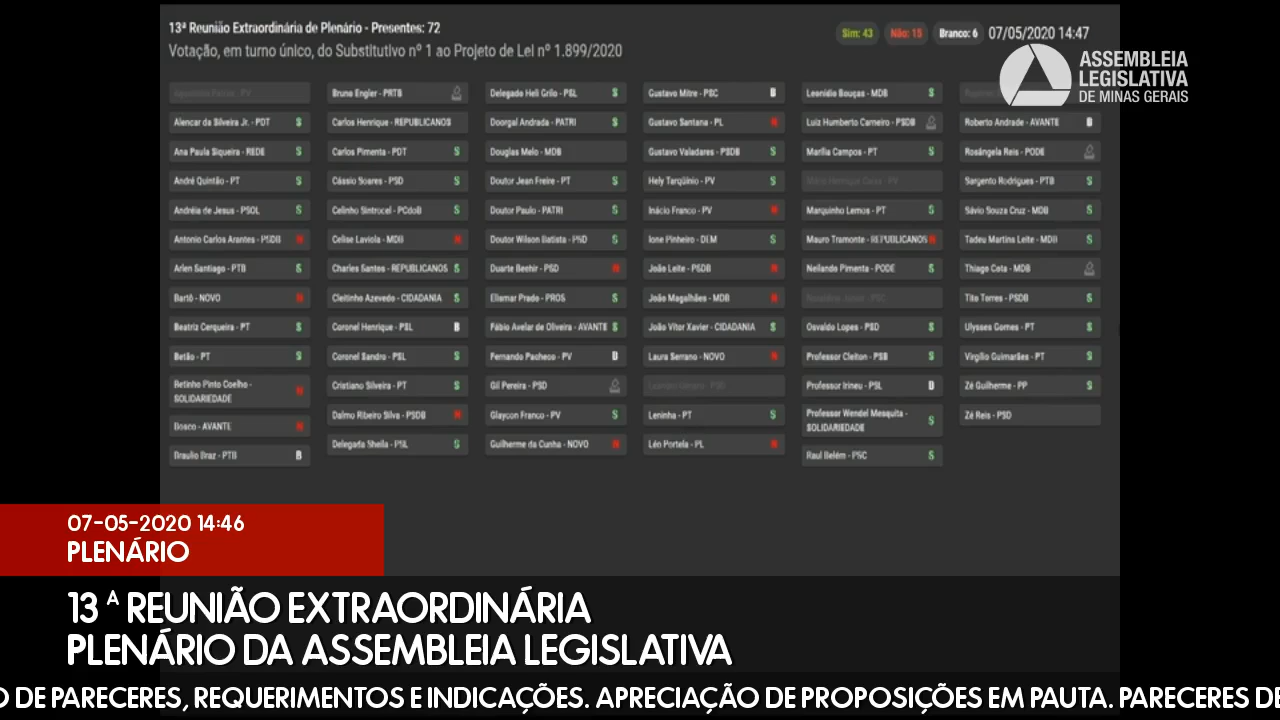 13ª Reunião Extraordinária de Plenário - Presentes: 72
Sim: 43
Não: 15
Branco: 6
07/05/2020 14:47
Votação, em turno único, do Substitutivo nº 1 ao Projeto de Lei nº 1.899/2020
ASSEMBLEIA
LEGISLATIVA
DE MINAS GERAIS
Alencar da Silveira Jr. - PDT S
Ana Paula Siqueira - REDE S
André Quintão - PT S
Andréia de Jesus - PSOL S
Antonio Carlos Arantes - PSDB N
Arlen Santiago - PTB S
Bartô - NOVO N
Beatriz Cerqueira - PT S
Betão - PT S
Betinho Pinto Coelho -
SOLIDARIEDADE N
Bosco - AVANTE N
Braulio Braz - PTB B
Bruno Engler - PRTB
Carlos Henrique - REPUBLICANOS
Carlos Pimenta - PDT S
Cássio Soares - PSD S
Celinho Sintrocel - PCdoB S
Celise Laviola - MDB N
Charles Santos - REPUBLICANOS S
Cleitinho Azevedo - CIDADANIA S
Coronel Henrique - PSL B
Coronel Sandro - PSL S
Cristiano Silveira - PT S
Dalmo Ribeiro Silva - PSDB N
Delegada Sheila - PSL S
Delegado Heli Grilo - PSL S
Doorgal Andrada - PATRI S
Douglas Melo - MDB
Doutor Jean Freire - PT S
Doutor Paulo - PATRI S
Doutor Wilson Batista - PSD S
Duarte Bechir - PSD N
Elismar Prado - PROS S
Fábio Avelar de Oliveira - AVANTE S
Fernando Pacheco - PV B
Gil Pereira - PSD
Glaycon Franco - PV S
Guilherme da Cunha - NOVO N
Gustavo Mitre - PSC B
Gustavo Santana - PL N
Gustavo Valadares - PSDB S
Hely Tarqüínio - PV S
Inácio Franco - PV N
Ione Pinheiro - DEM S
João Leite - PSDB N
João Magalhães - MDB N
João Vítor Xavier - CIDADANIA S
Laura Serrano - NOVO N
Leninha - PT S
Léo Portela - PL N
Leonídio Bouças - MDB S
Luiz Humberto Carneiro - PSDB
Marília Campos - PT S
Marquinho Lemos - PT S
Mauro Tramonte - REPUBLICANOS N
Neilando Pimenta - PODE S
Osvaldo Lopes - PSD S
Professor Cleiton - PSB S
Professor Irineu - PSL B
Professor Wendel Mesquita -
SOLIDARIEDADE S
Raul Belém - PSC S
Roberto Andrade - AVANTE B
Rosângela Reis - PODE
Sargento Rodrigues - PTB S
Sávio Souza Cruz - MDB S
Tadeu Martins Leite - MDB S
Thiago Cota - MDB
Tito Torres - PSDB S
Ulysses Gomes - PT S
Virgílio Guimarães - PT S
Zé Guilherme - PP S
Zé Reis - PSD
07-05-2020 14:46
PLENÁRIO
13 ª REUNIÃO EXTRAORDINÁRIA
PLENÁRIO DA ASSEMBLEIA LEGISLATIVA
O DE PARECERES, REQUERIMENTOS E INDICAÇÕES. APRECIAÇÃO DE PROPOSIÇÕES EM PAUTA. PARECERES DE